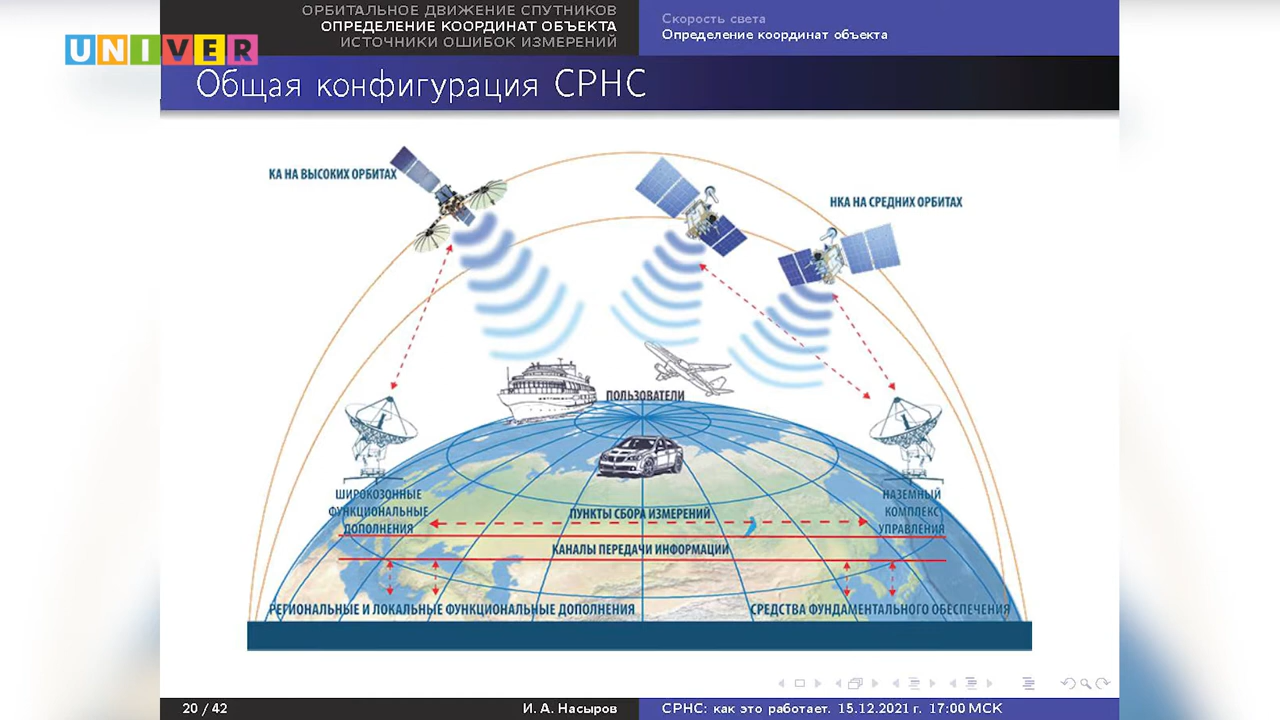 ОРБИТАЛЬНОЕ ДВИЖЕНИЕ СПУТНИКОВ
ОПРЕДЕЛЕНИЕ КООРДИНАТ ОБЪЕКТА
ИСТОЧНИКИ ОШИБОК ИЗМЕРЕНИЙ
Скорость света
Определение координат объекта
UNIVER
Общая конфигурация СРНС
КА НА ВЫСОКИХ ОРБИТАХ
НКА НА СРЕДНИХ ОРБИТАХ
ПОЛЬЗОВАТЕЛИ
ШИРОКОЗОННЫЕ
ФУНКЦИОНАЛЬНЫЕ
ДОПОЛНЕНИЯ
НАЗЕМНЫЙ
КОМПЛЕКС
УПРАВЛЕНИЯ
ПУНКТЫ СБОРА ИЗМЕРЕНИЙ
КАНАЛЫ ПЕРЕДАЧИ ИНФОРМАЦИИ
РЕГИОНАЛЬНЫЕ И ЛОКАЛЬНЫЕ ФУНКЦИОНАЛЬНЫЕ ДОПОЛНЕНИЯ
СРЕДСТВА ФУНДАМЕНТАЛЬНОГО ОБЕСПЕЧЕНИЯ
20 / 42
И. А. Насыров
СРНС: как это работает. 15.12.2021 г. 17:00 МСК